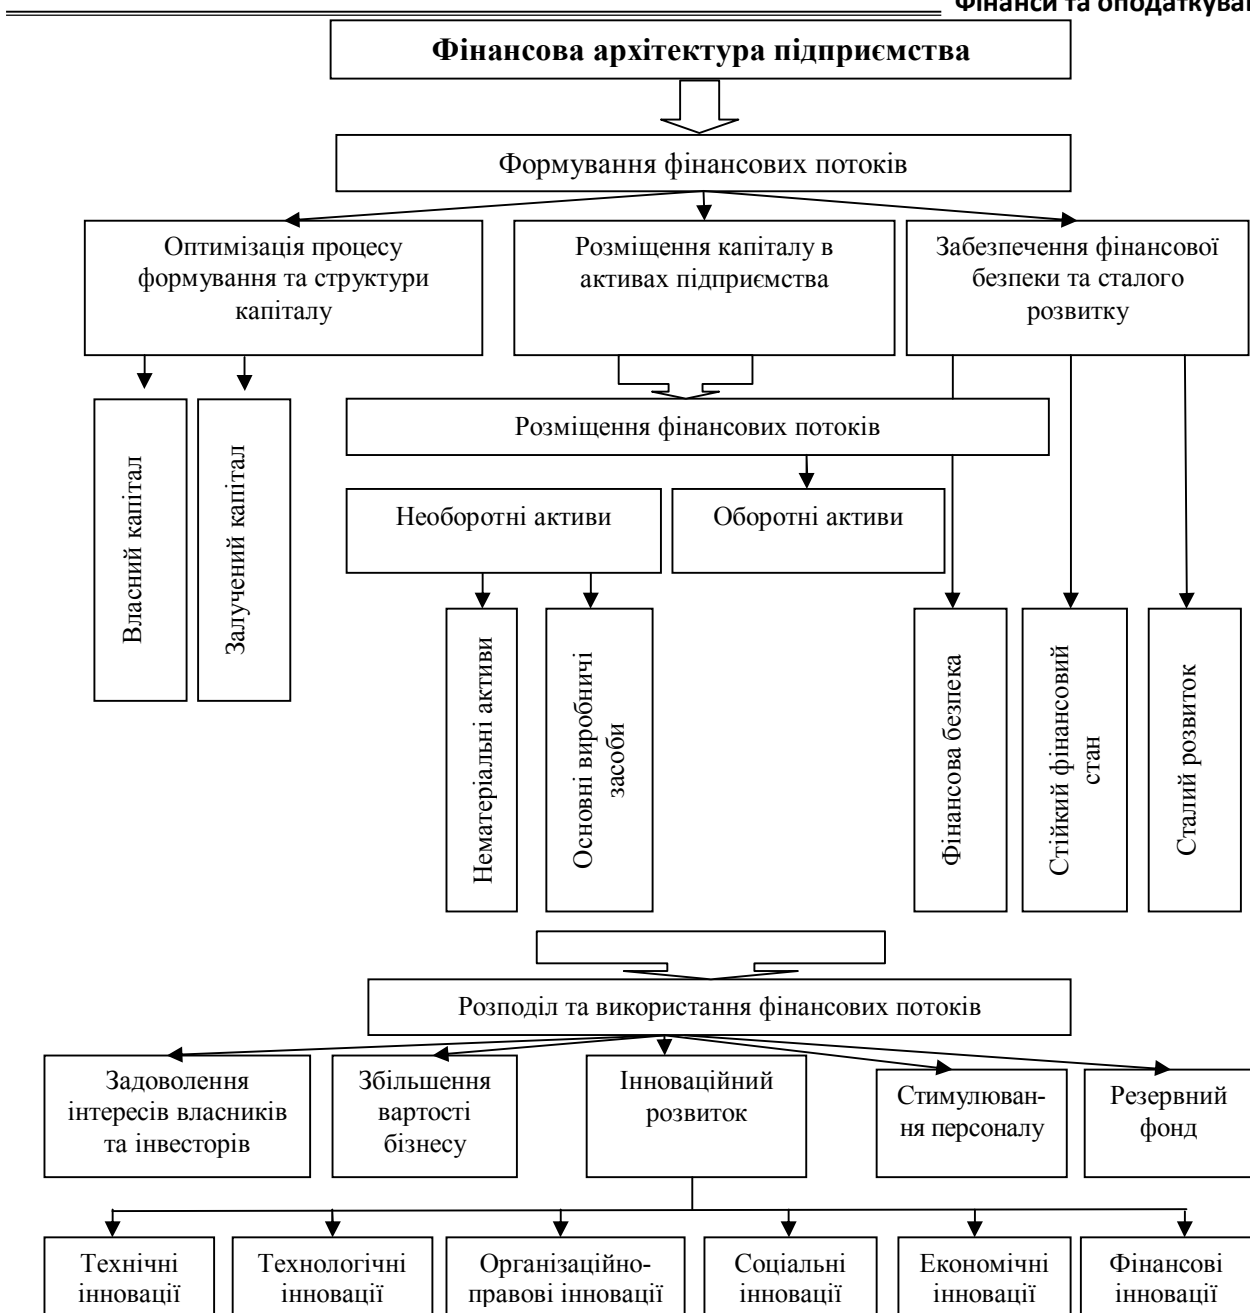 Фінанси та оподаткува
Фінансова архітектура підприємства
Формування фінансових потоків
Оптимізація процесу
формування та структури
капіталу
Розміщення капіталу в
активах підприємства
Забезпечення фінансової
безпеки та сталого
розвитку
Власний капітал
Залучений капітал
Розміщення фінансових потоків
Необоротні активи
Оборотні активи
Нематеріальні активи
Основні виробничі
засоби
Фінансова безпека
Стійкий фінансовий
стан
Сталий розвиток
Розподіл та використання фінансових потоків
Задоволення
інтересів власників
та інвесторів
Збільшення
вартості
бізнесу
Інноваційний
розвиток
Стимулюван-
ня персоналу
Резервний
фонд
Технічні
інновації
Технологічні
інновації
Організаційно-
правові інновації
Соціальні
інновації
Економічні
інновації
Фінансові
інновації